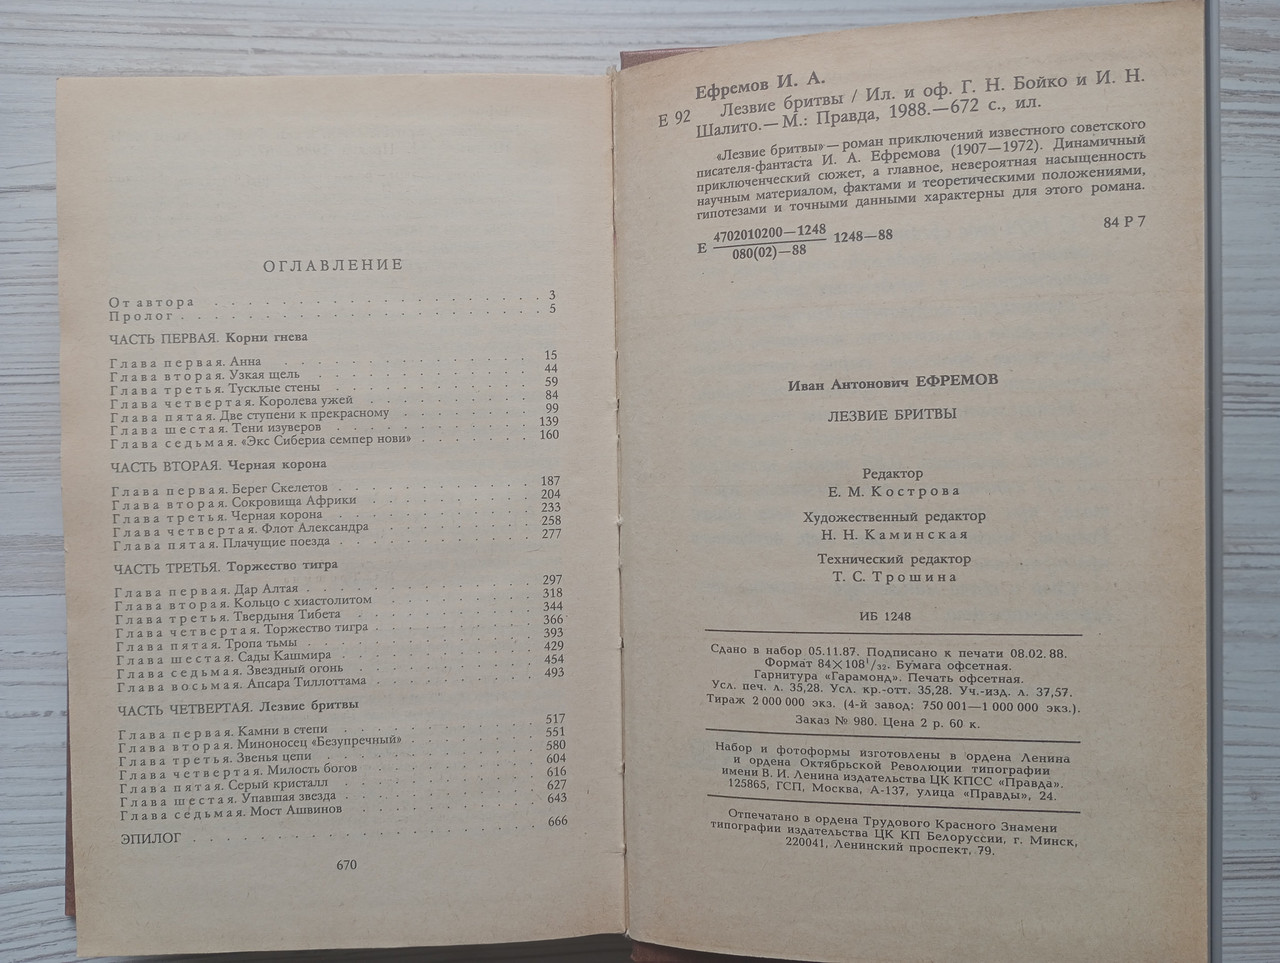 ОГЛАВЛЕНИЕ
От автора . . . . . . . . . . . . . . . . . . . 3
Пролог . . . . . . . . . . . . . . . . . . . . 5
ЧАСТЬ ПЕРВАЯ. Корни гнева
Глава первая. Анна . . . . . . . . . . . . . 15
Глава вторая. Узкая щель . . . . . . . . . . 44
Глава третья. Тусклые стены . . . . . . . . . 59
Глава четвертая. Королева ужей . . . . . . . . 84
Глава пятая. Две ступени к прекрасному . . . . . . 99
Глава шестая. Тени изуверов . . . . . . . . . 139
Глава седьмая. «Экс Сибериа семпер нови» . . . . . 160
ЧАСТЬ ВТОРАЯ. Черная корона
Глава первая. Берег Скелетов . . . . . . . . . 187
Глава вторая. Сокровища Африки . . . . . . . . 204
Глава третья. Черная корона . . . . . . . . . 233
Глава четвертая. Флот Александра . . . . . . . 258
Глава пятая. Плачущие поезда . . . . . . . . . 277
ЧАСТЬ ТРЕТЬЯ. Торжество тигра
Глава первая. Дар Алтая . . . . . . . . . . . 297
Глава вторая. Кольцо с хиастолитом . . . . . . . 318
Глава третья. Твердыня Тибета . . . . . . . . 344
Глава четвертая. Торжество тигра . . . . . . . 366
Глава пятая. Тропа тьмы . . . . . . . . . . 393
Глава шестая. Сады Кашмира . . . . . . . . . 429
Глава седьмая. Звездный огонь . . . . . . . . 454
Глава восьмая. Апсара Тиллоттама . . . . . . . 493
ЧАСТЬ ЧЕТВЕРТАЯ. Лезвие бритвы
Глава первая. Камни в степи . . . . . . . . . 517
Глава вторая. Миноносец «Безупречный» . . . . . . 551
Глава третья. Звенья цепи . . . . . . . . . . 580
Глава четвертая. Милость богов . . . . . . . . 604
Глава пятая. Серый кристалл . . . . . . . . . 616
Глава шестая. Упавшая звезда . . . . . . . . . 627
Глава седьмая. Мост Ашвинов . . . . . . . . . 643
ЭПИЛОГ . . . . . . . . . . . . . . . . . . . 666
670
Ефремов И. А.
Е 92 Лезвие бритвы / Ил. и оф. Г. Н. Бойко и И. Н.
Шалито.—М.: Правда, 1988.—672 с., ил.
«Лезвие бритвы»—роман приключений известного советского
писателя-фантаста И. А. Ефремова (1907—1972). Динамичный
приключенческий сюжет, а главное, невероятная насыщенность
научным материалом, фактами и теоретическими положениями,
гипотезами и точными данными характерны для этого романа.
Е 4702010200—1248 / 080(02)—88 1248—88
84 Р 7
Иван Антонович ЕФРЕМОВ
ЛЕЗВИЕ БРИТВЫ
Редактор
Е. М. Кострова
Художественный редактор
Н. Н. Каминская
Технический редактор
Т. С. Трошина
ИБ 1248
Сдано в набор 05.11.87. Подписано к печати 08.02.88.
Формат 84×108¹/₃₂. Бумага офсетная.
Гарнитура «Гарамонд». Печать офсетная.
Усл. печ. л. 35,28. Усл. кр.-отт. 35,28. Уч.-изд. л. 37,57.
Тираж 2 000 000 экз. (4-й завод: 750 001—1 000 000 экз.).
Заказ № 980. Цена 2 р. 60 к.
Набор и фотоформы изготовлены в ордена Ленина
и ордена Октябрьской Революции типографии
имени В. И. Ленина издательства ЦК КПСС «Правда».
125865, ГСП, Москва, А-137, улица «Правды», 24.
Отпечатано в ордена Трудового Красного Знамени
типографии издательства ЦК КП Белоруссии, г. Минск,
220041, Ленинский проспект, 79.